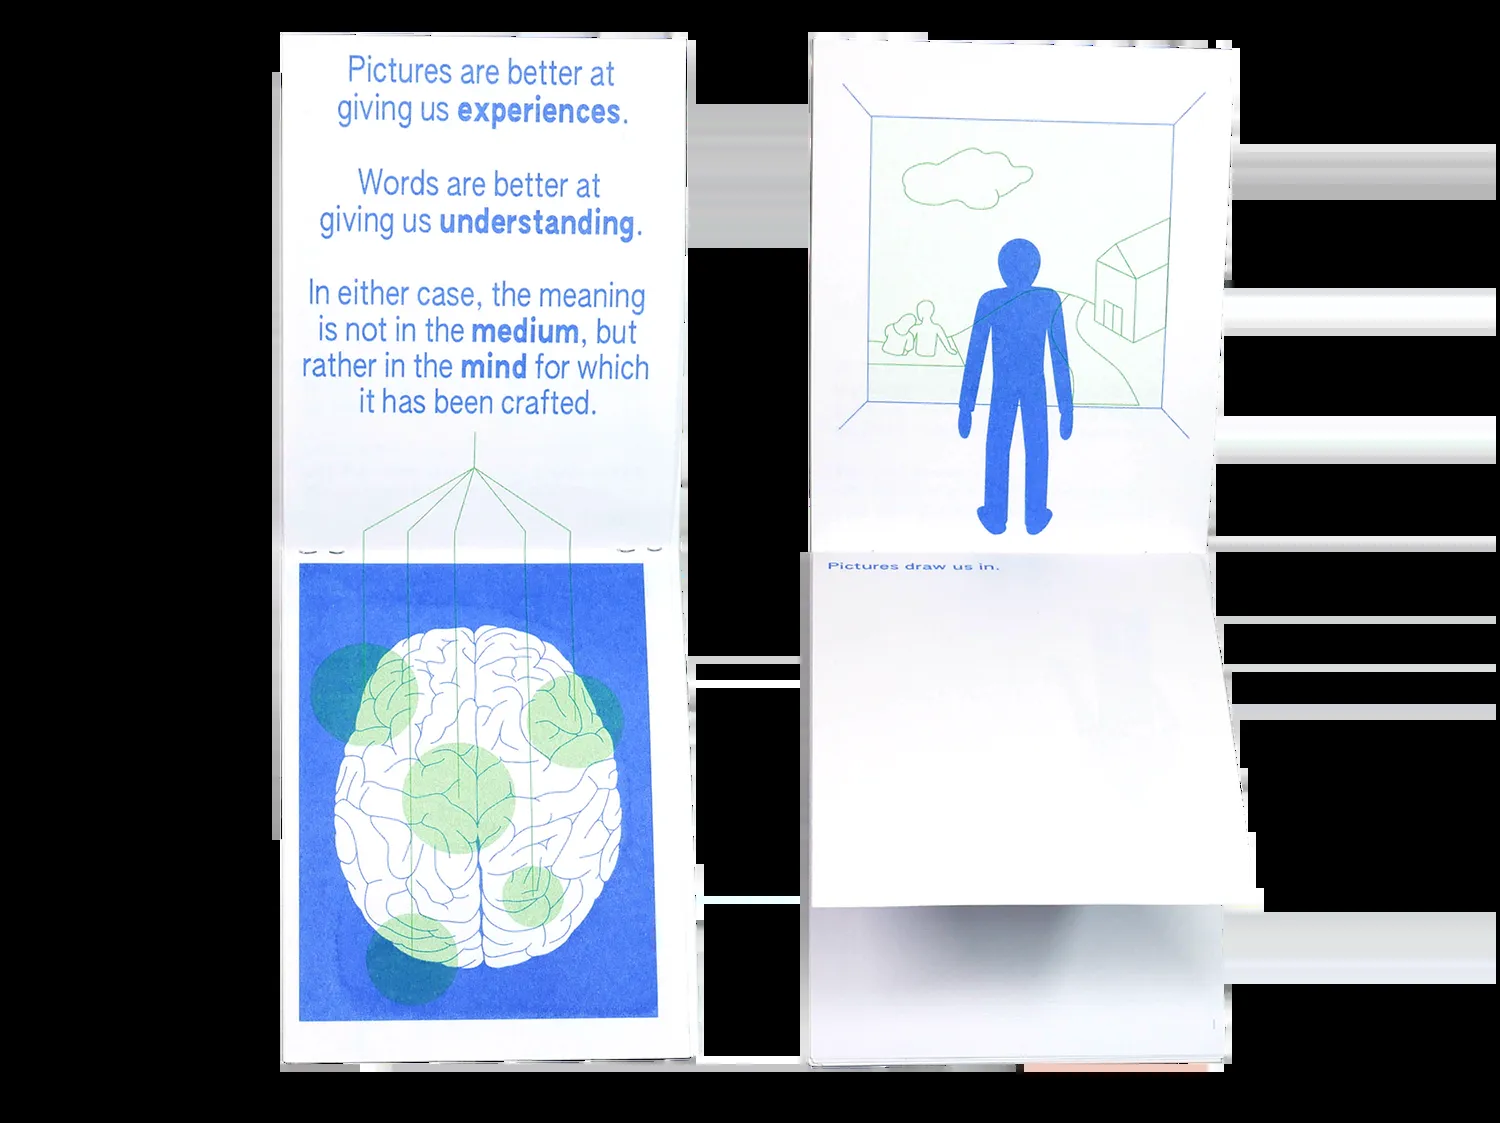 Pictures are better at
giving us experiences.
Words are better at
giving us understanding.
In either case, the meaning
is not in the medium, but
rather in the mind for which
it has been crafted.
Pictures draw us in.